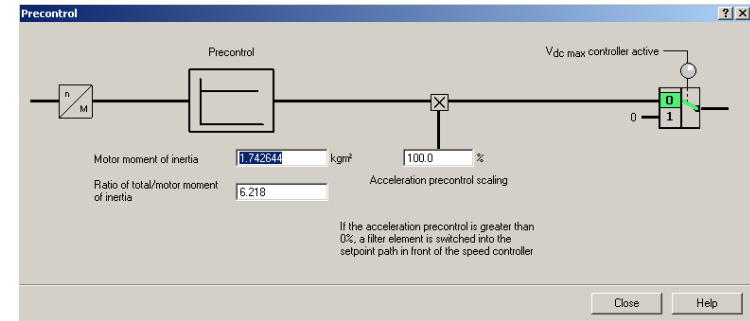 Precontrol
Precontrol
Vdc max controller active
n
M
0
0
1
Motor moment of inertia 1.742644 kgm² 100.0 %
Ratio of total/motor moment
of inertia 6.218
Acceleration precontrol scaling
If the acceleration precontrol is greater than
0%, a filter element is switched into the
setpoint path in front of the speed controller
Close Help